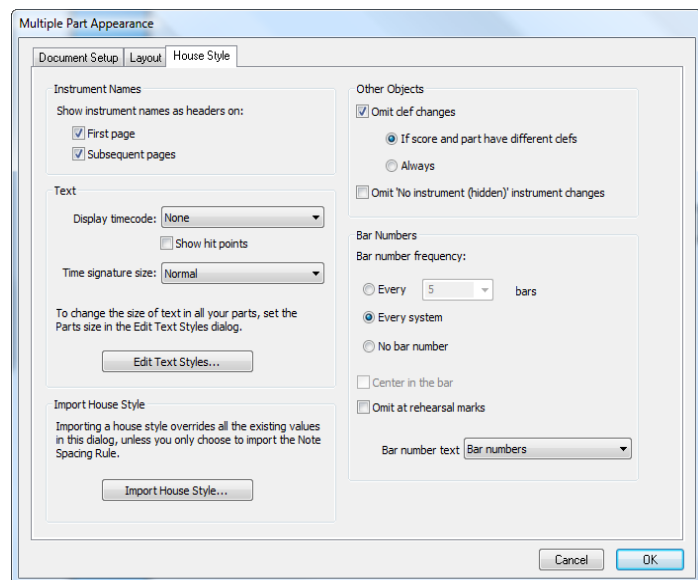 Multiple Part Appearance
Document Setup
Layout
House Style
Instrument Names
Show instrument names as headers on:
First page
Subsequent pages
Text
Display timecode: None
Show hit points
Time signature size: Normal
To change the size of text in all your parts, set the
Parts size in the Edit Text Styles dialog.
Edit Text Styles...
Import House Style
Importing a house style overrides all the existing values
in this dialog, unless you only choose to import the Note
Spacing Rule.
Import House Style...
Other Objects
Omit clef changes
If score and part have different clefs
Always
Omit 'No instrument (hidden)' instrument changes
Bar Numbers
Bar number frequency:
Every 5 bars
Every system
No bar number
Center in the bar
Omit at rehearsal marks
Bar number text Bar numbers
Cancel
OK